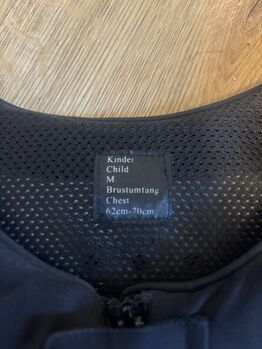 Kinder
Child
M
Brustumfang
Chest
62cm-70cm